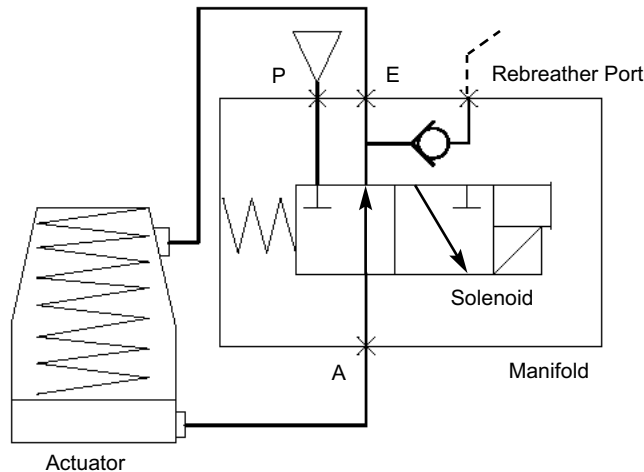 P
E
Rebreather Port
Solenoid
A
Manifold
Actuator